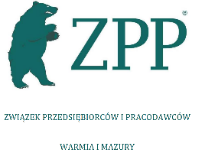 ZPP®
ZWIĄZEK PRZEDSIĘBIORCÓW I PRACODAWCÓW
WARMIA I MAZURY